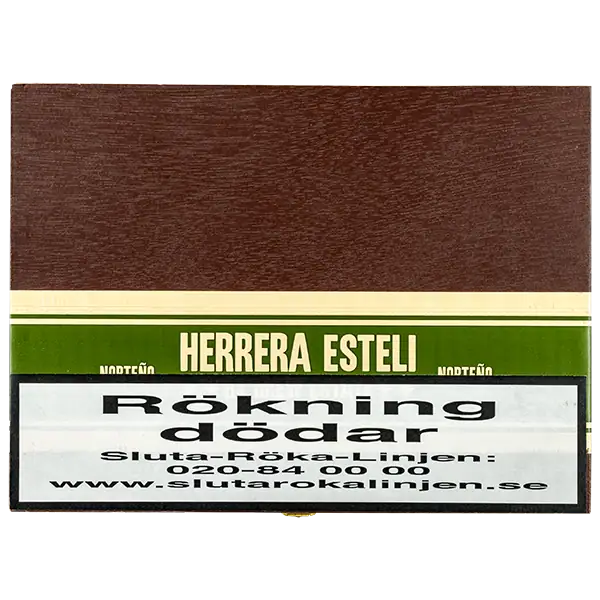 HERRERA ESTELI
NORTEÑO NORTEÑO
Rökning
dödar
Sluta-Röka-Linjen:
020-84 00 00
www.slutarokalinjen.se